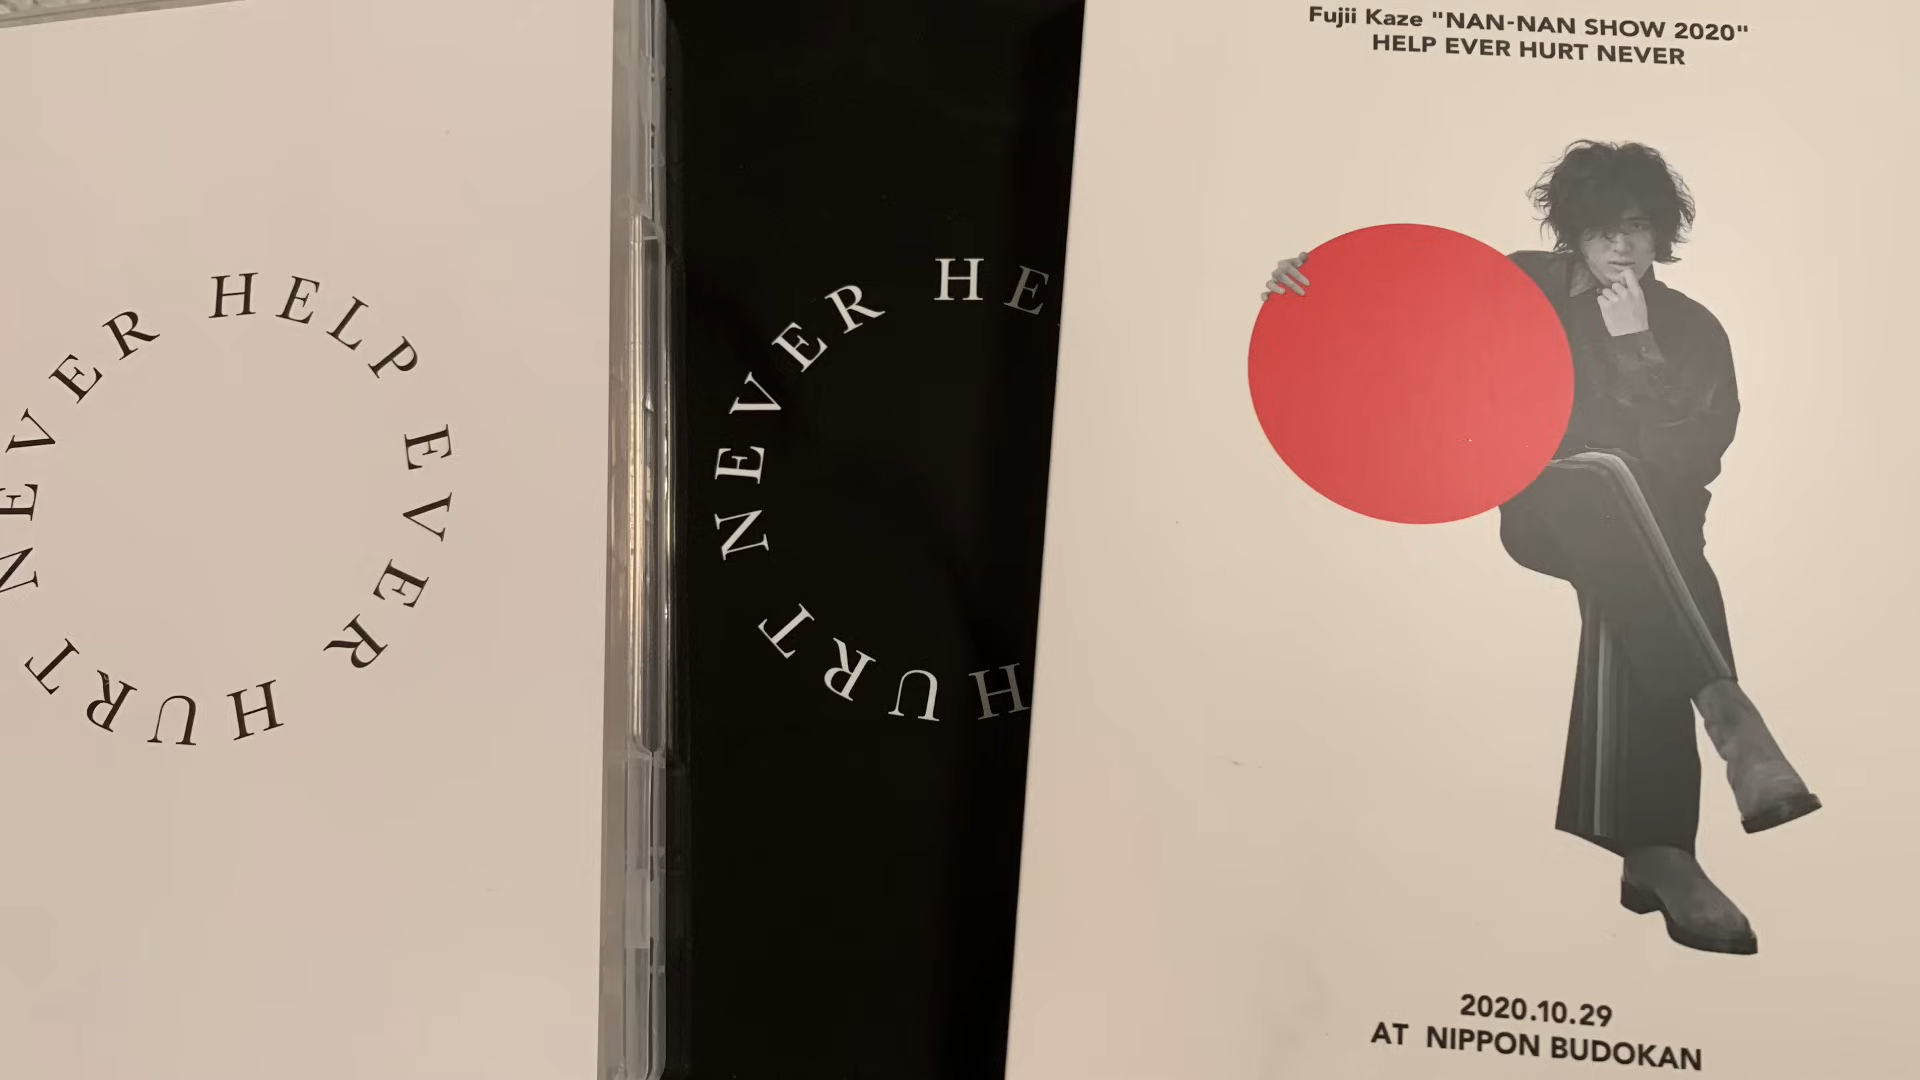 HELP EVER HURT NEVER
HE
HURT NEVER
Fujii Kaze "NAN-NAN SHOW 2020"
HELP EVER HURT NEVER
2020.10.29
AT NIPPON BUDOKAN